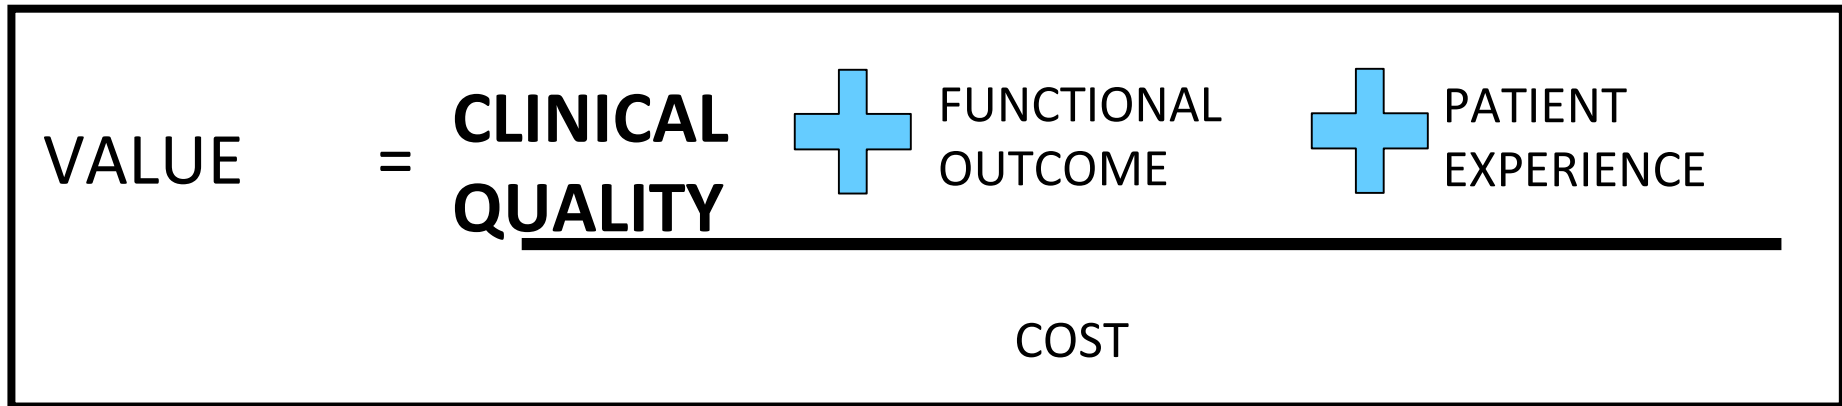 VALUE =
CLINICAL
QUALITY
FUNCTIONAL
OUTCOME
PATIENT
EXPERIENCE
COST